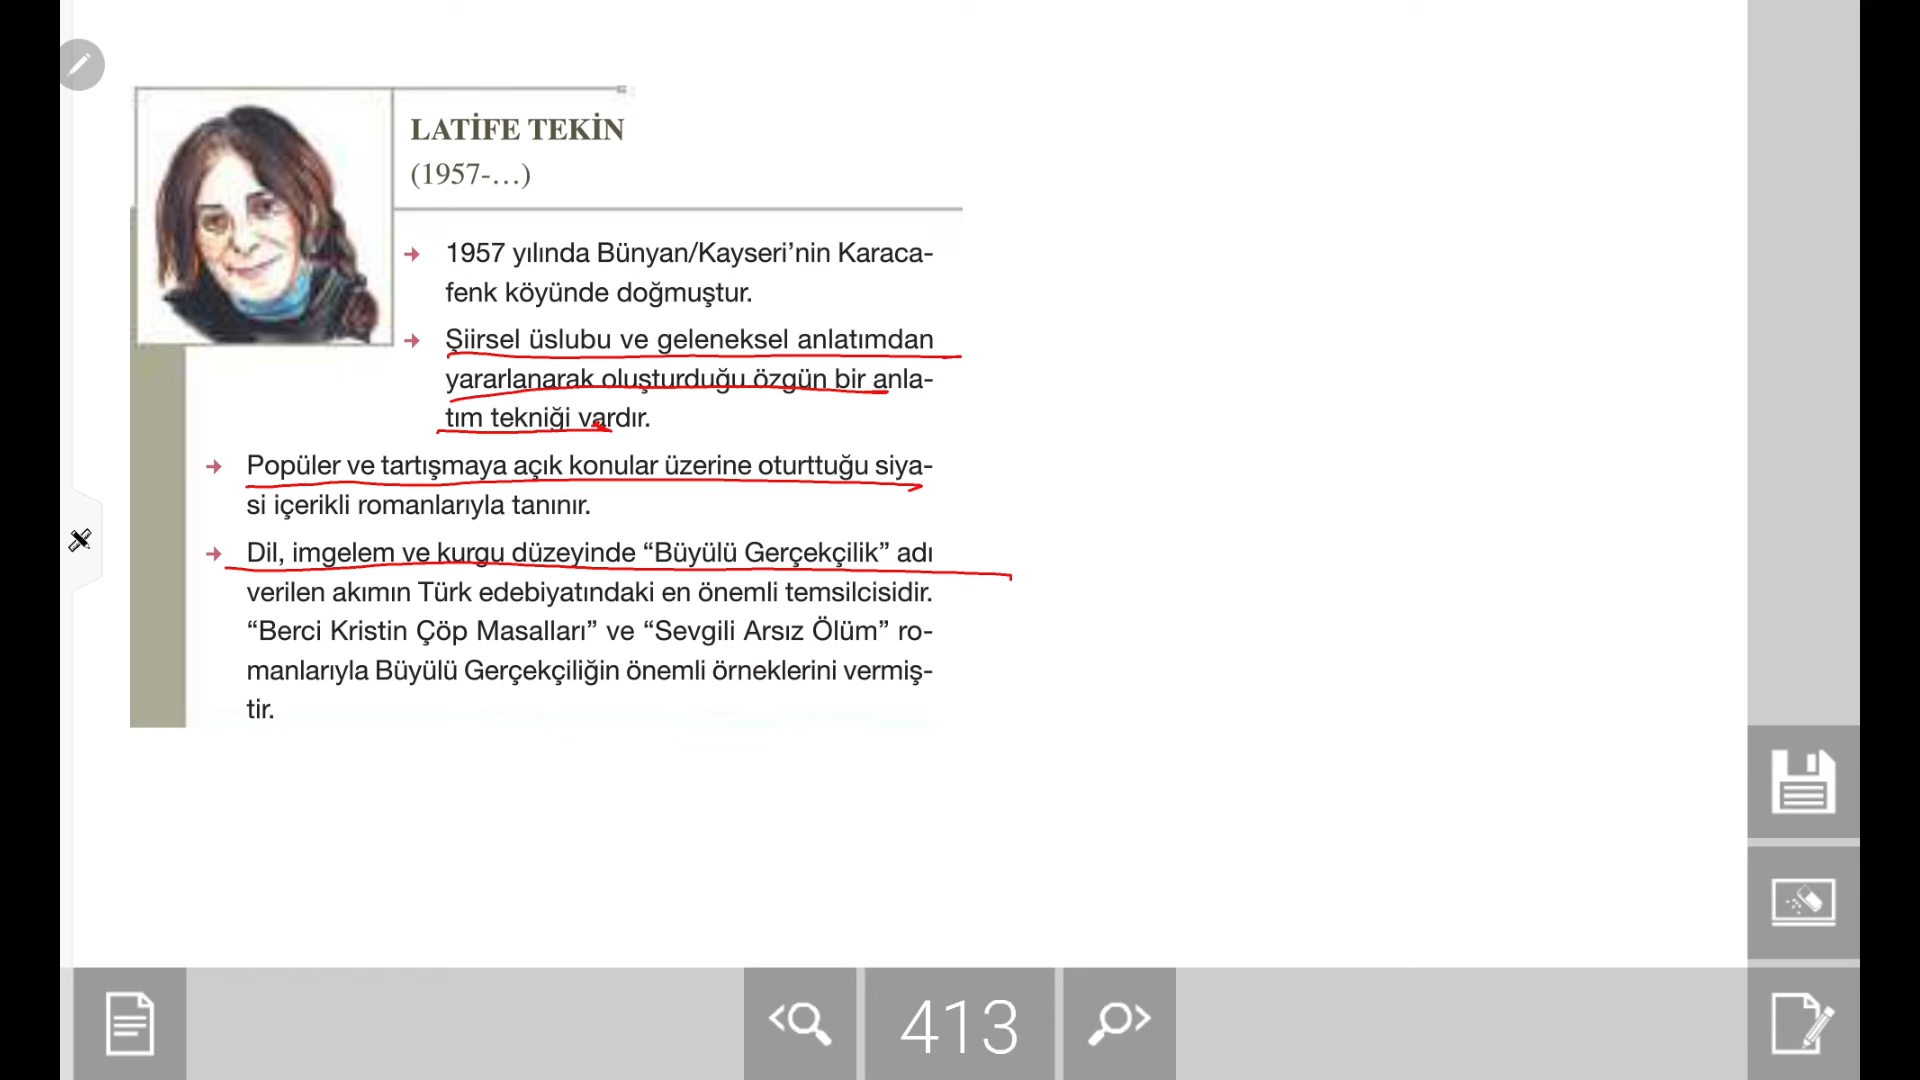 LATİFE TEKİN
(1957-...)
1957 yılında Bünyan/Kayseri’nin Karaca-
fenk köyünde doğmuştur.
Şiirsel üslubu ve geleneksel anlatımdan
yararlanarak oluşturduğu özgün bir anla-
tım tekniği vardır.
Popüler ve tartışmaya açık konular üzerine oturttuğu siya-
si içerikli romanlarıyla tanınır.
Dil, imgelem ve kurgu düzeyinde “Büyülü Gerçekçilik” adı
verilen akımın Türk edebiyatındaki en önemli temsilcisidir.
“Berci Kristin Çöp Masalları” ve “Sevgili Arsız Ölüm” ro-
manlarıyla Büyülü Gerçekçiliğin önemli örneklerini vermiş-
tir.
413